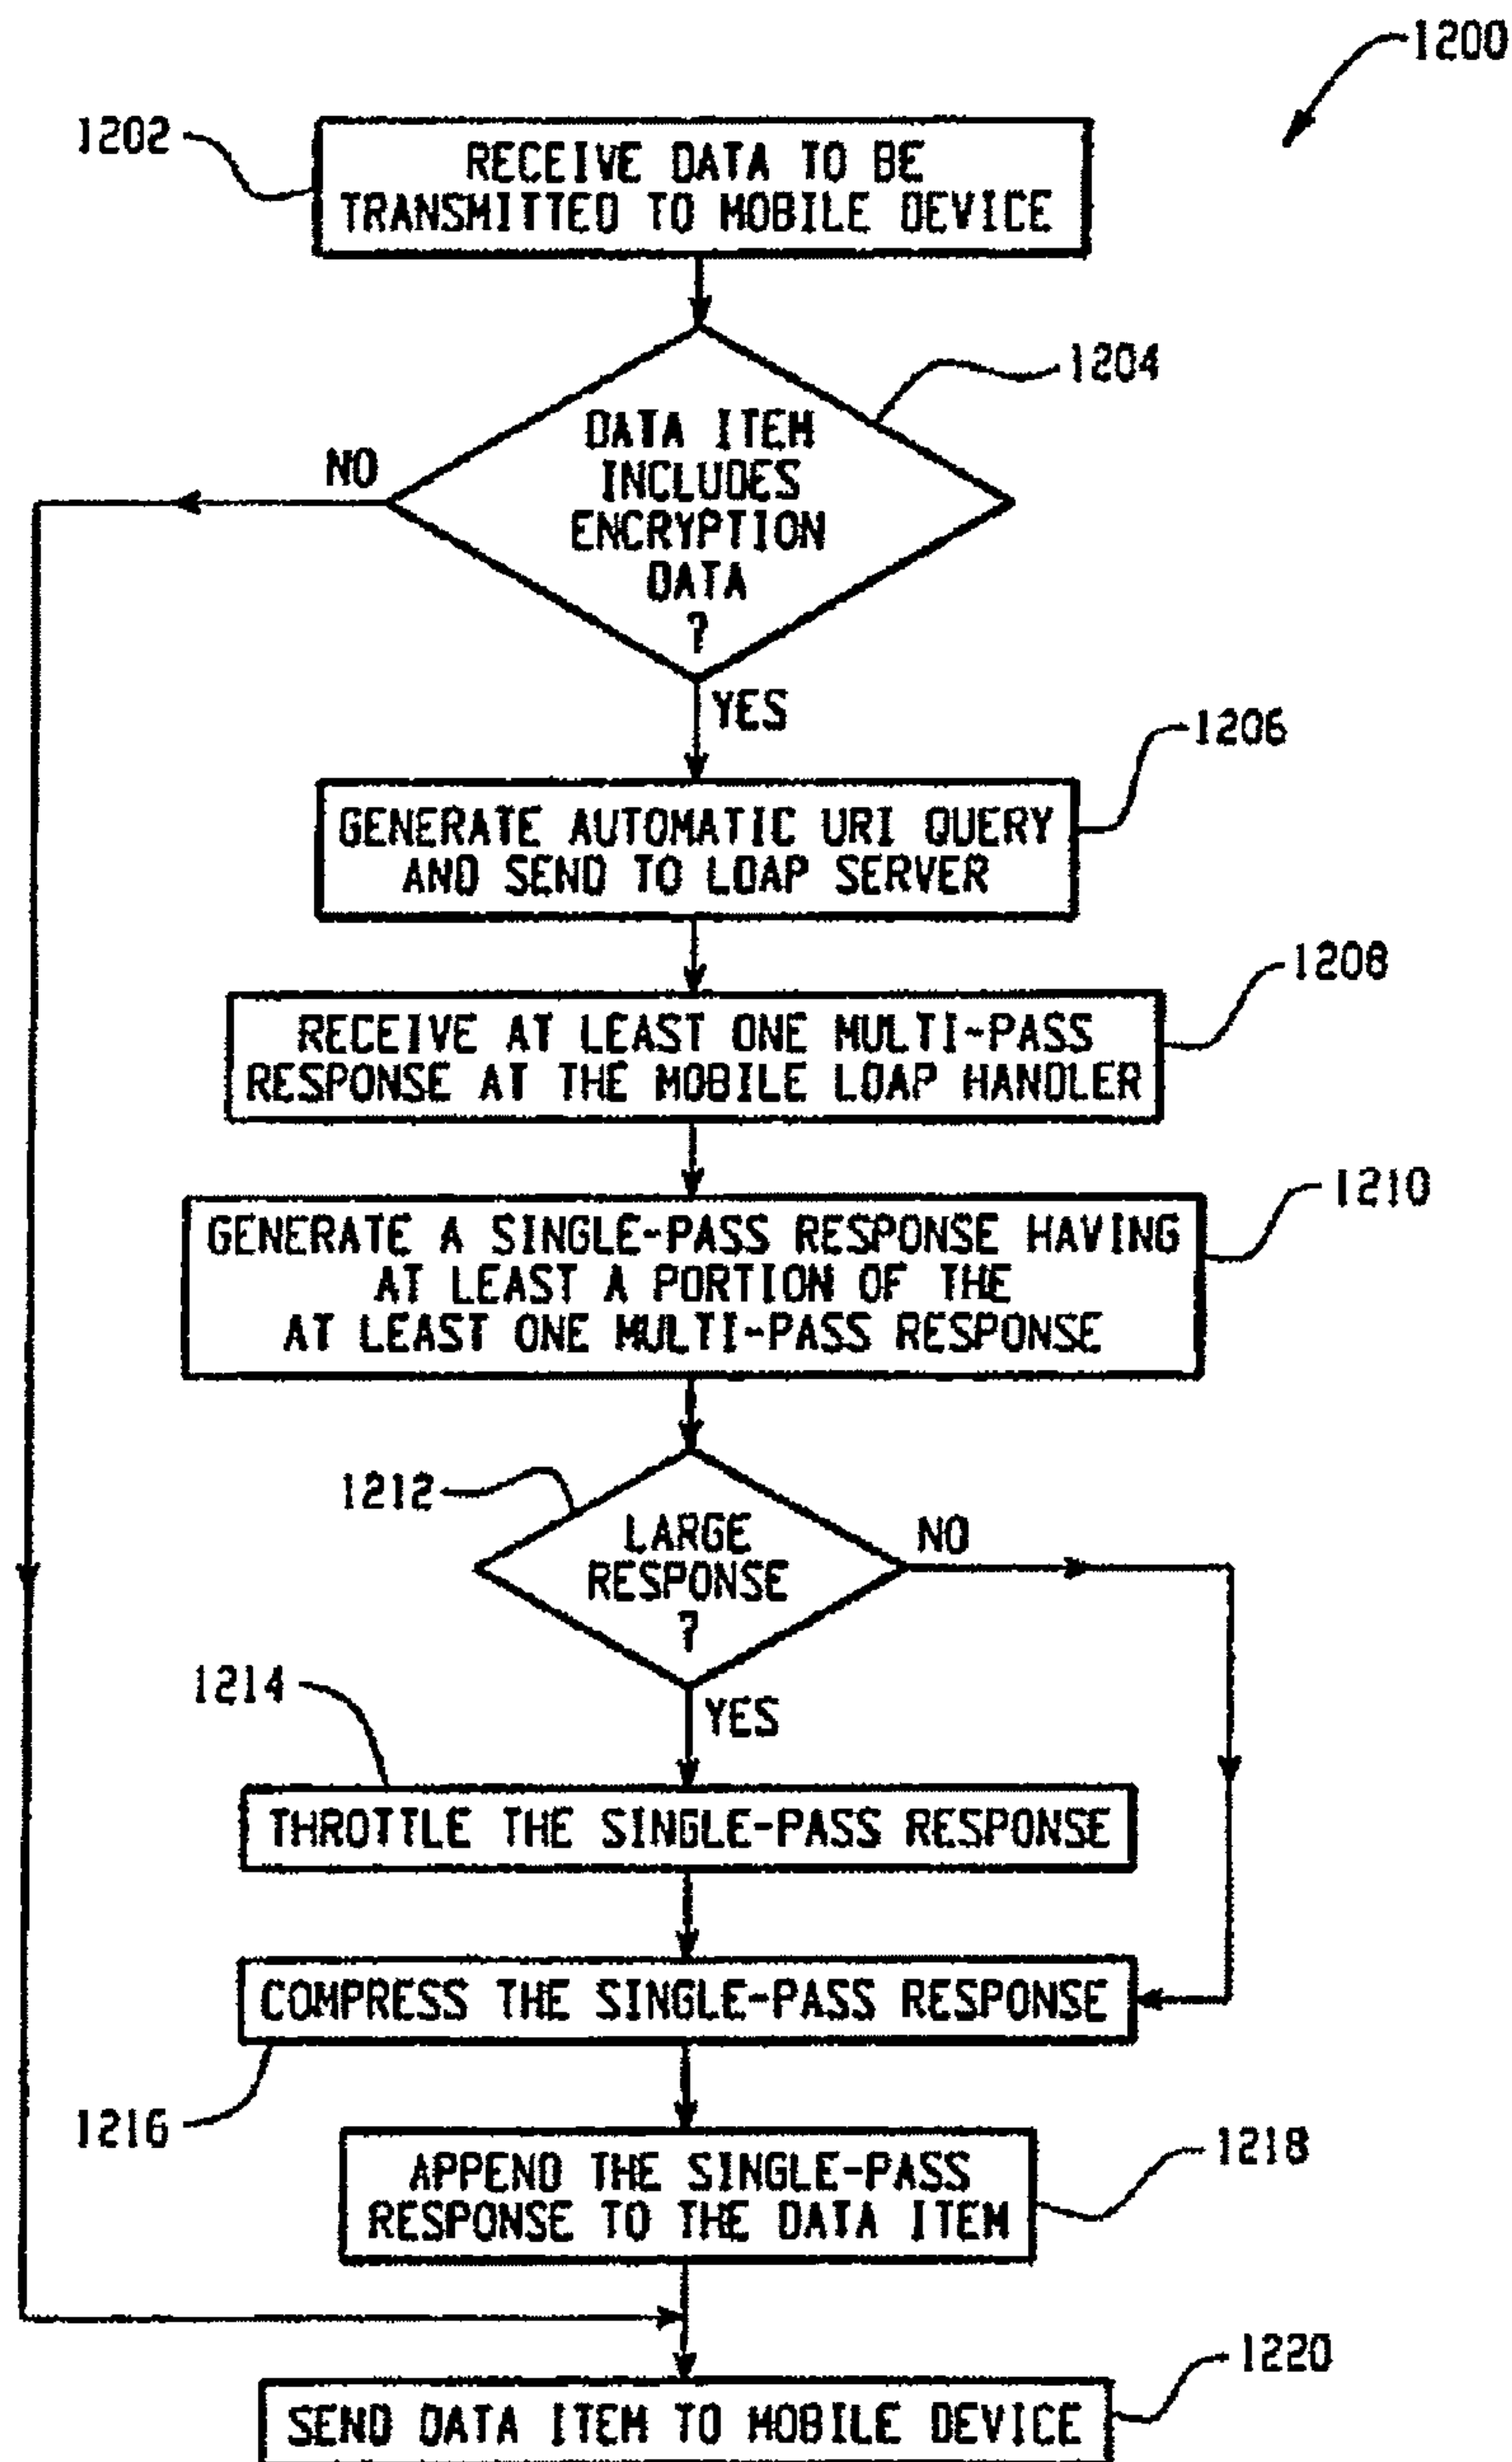 1200
1202
RECEIVE DATA TO BE
TRANSMITTED TO MOBILE DEVICE
1204
DATA ITEM
INCLUDES
ENCRYPTION
DATA
?
NO
YES
1206
GENERATE AUTOMATIC URI QUERY
AND SEND TO LDAP SERVER
1208
RECEIVE AT LEAST ONE MULTI-PASS
RESPONSE AT THE MOBILE LDAP HANDLER
1210
GENERATE A SINGLE-PASS RESPONSE HAVING
AT LEAST A PORTION OF THE
AT LEAST ONE MULTI-PASS RESPONSE
1212
LARGE
RESPONSE
?
NO
YES
1214
THROTTLE THE SINGLE-PASS RESPONSE
COMPRESS THE SINGLE-PASS RESPONSE
1216
APPEND THE SINGLE-PASS
RESPONSE TO THE DATA ITEM
1218
1220
SEND DATA ITEM TO MOBILE DEVICE